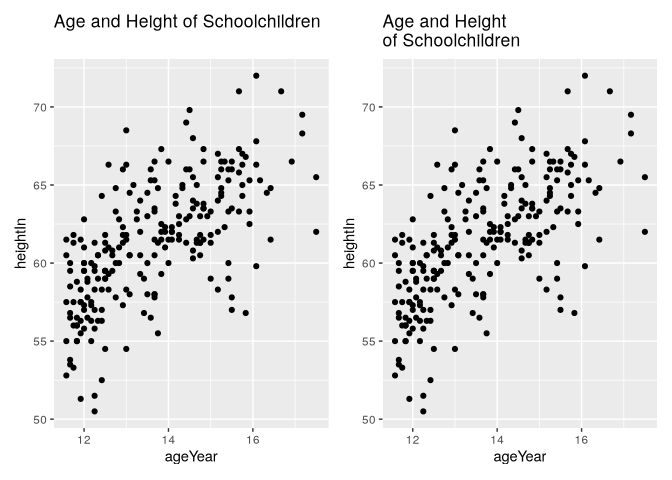 Age and Height of Schoolchildren
70
65
60
55
50
heightIn
12
14
16
ageYear
Age and Height
of Schoolchildren
70
65
60
55
50
heightIn
12
14
16
ageYear